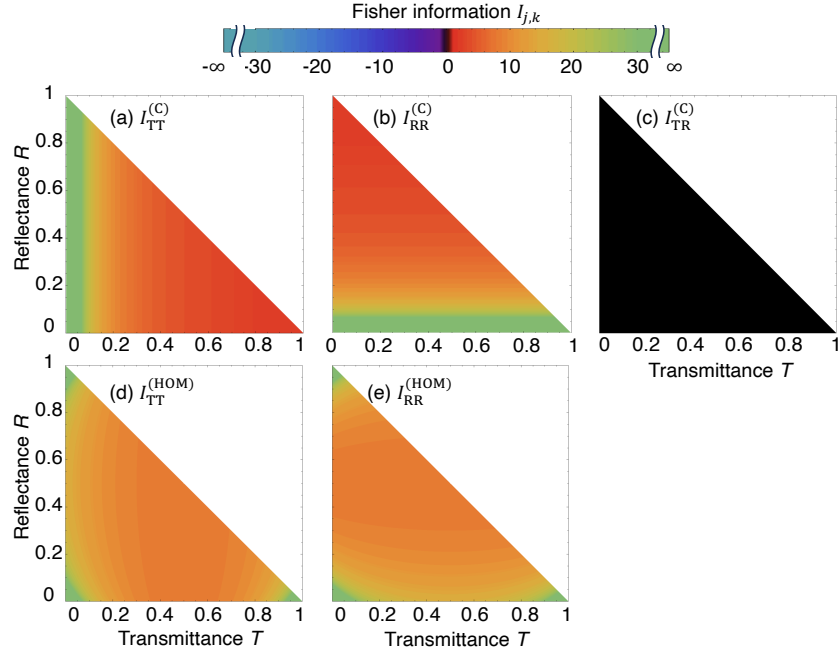 Fisher information I_{j,k}
-∞ -30 -20 -10 0 10 20 30 ∞
(a) I_{TT}^{(C)}
(b) I_{RR}^{(C)}
(c) I_{TR}^{(C)}
Reflectance R
1
0.8
0.6
0.4
0.2
0
0 0.2 0.4 0.6 0.8 1
0 0.2 0.4 0.6 0.8 1
0 0.2 0.4 0.6 0.8 1
Transmittance T
(d) I_{TT}^{(HOM)}
(e) I_{RR}^{(HOM)}
Reflectance R
1
0.8
0.6
0.4
0.2
0
0 0.2 0.4 0.6 0.8 1
0 0.2 0.4 0.6 0.8 1
Transmittance T
Transmittance T